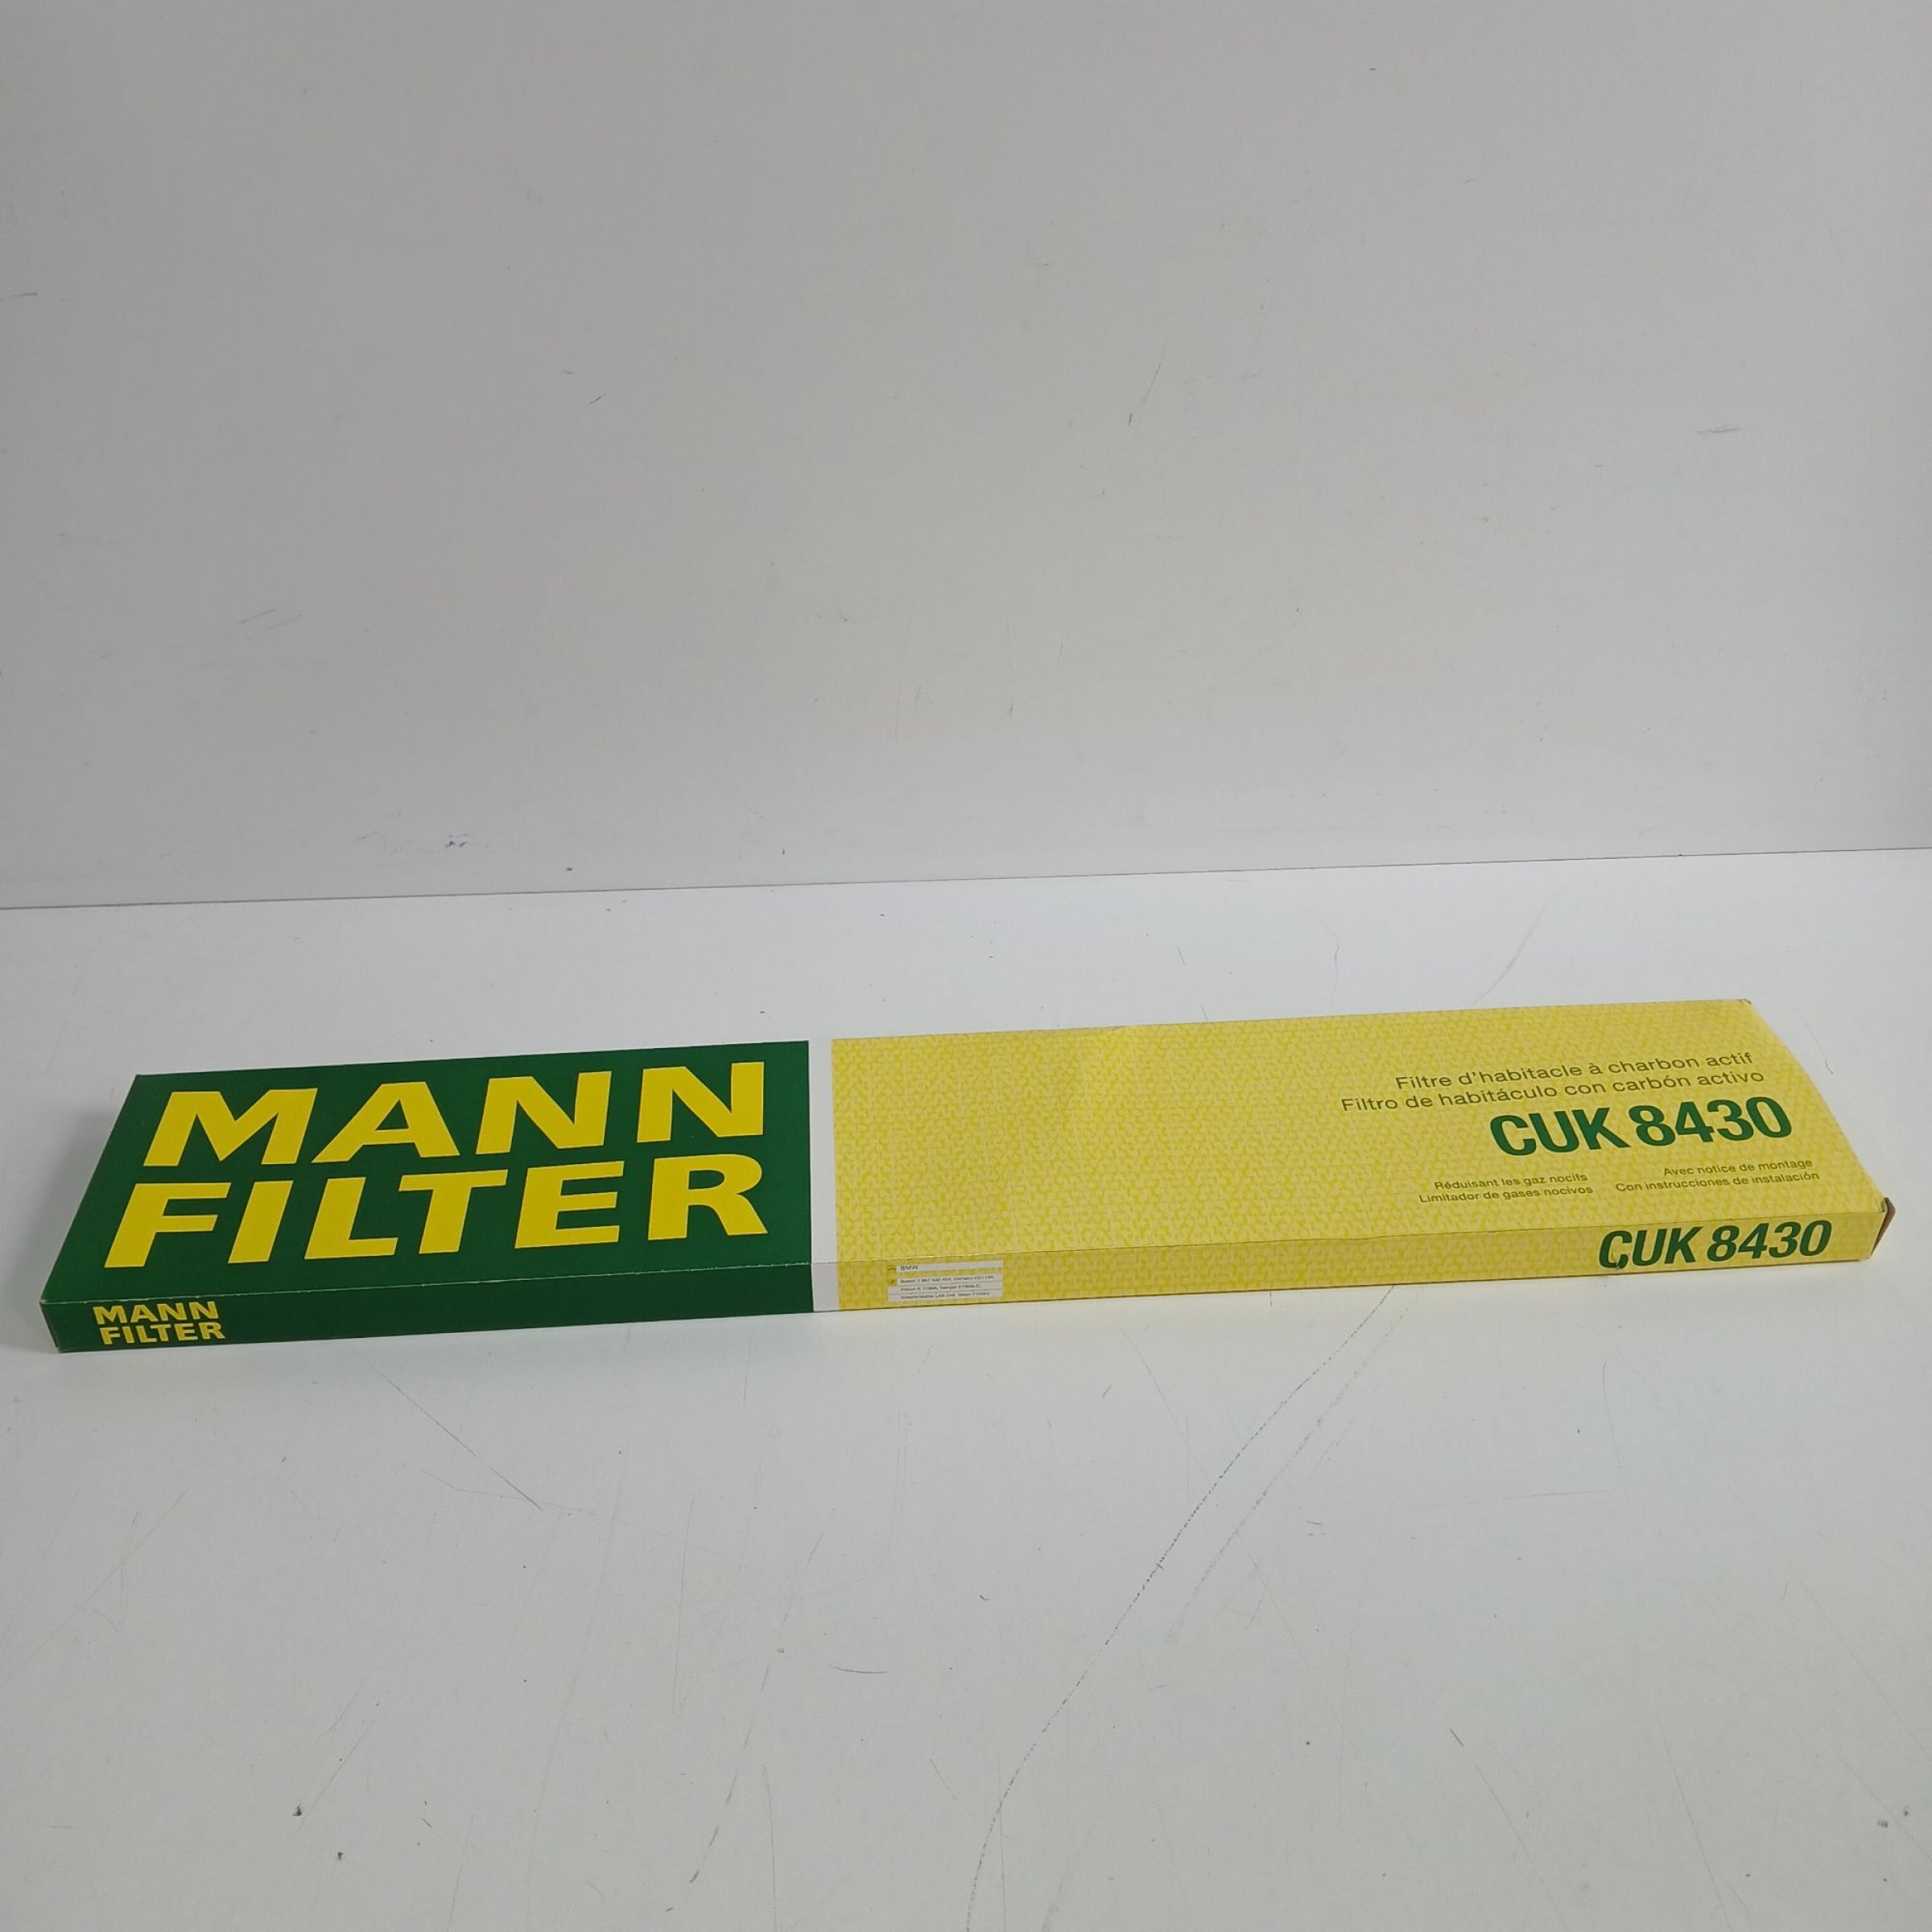 MANN
FILTER
Filtre d'habitacle à charbon actif
Filtro de habitáculo con carbón activo
CUK 8430
Réduisant les gaz nocifs
Limitador de gases nocivos
Avec notice de montage
Con instrucciones de instalación
MANN
FILTER
BMW
CUK 8430